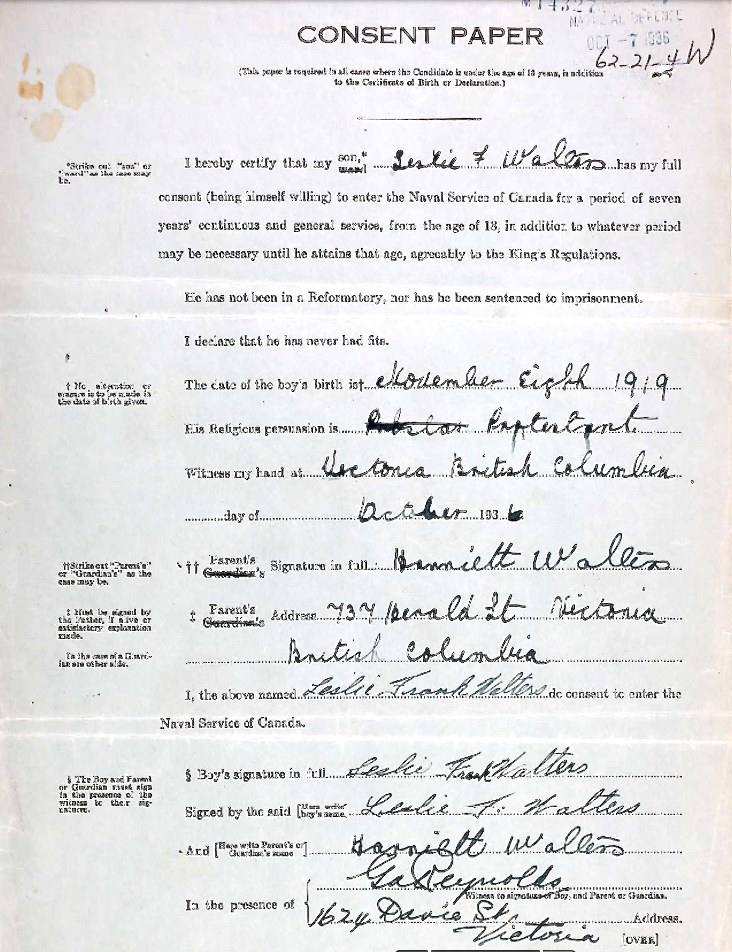 NATIONAL DEFENCE
OCT -7 1936
62-21-4 W
CONSENT PAPER
(This paper is required in all cases where the Candidate is under the age of 18 years, in addition
to the Certificate of Birth or Declaration.)
*Strike out "son" or "ward" as the case may be.
I hereby certify that my son,* ward Leslie F Walters has my full
consent (being himself willing) to enter the Naval Service of Canada for a period of seven
years' continuous and general service, from the age of 18, in addition to whatever period
may be necessary until he attains that age, agreeably to the King's Regulations.
He has not been in a Reformatory, nor has he been sentenced to imprisonment.
I declare that he has never had fits.
† No alteration or erasure is to be made in the date of birth given.
The date of the boy's birth is† November Eighth 1919
His Religious persuasion is Protestant
Witness my hand at Victoria British Columbia
day of October 1936
††Strike out "Parent's" or "Guardian's" as the case may be.
†† Parent's Guardian's Signature in full Harriett Walters
‡ Must be signed by the Father, if alive or satisfactory explanation made.
‡ Parent's Guardian's Address 737 Herald St Victoria
In the case of a Guardian see other side.
British Columbia
I, the above named Leslie Frank Walters do consent to enter the
Naval Service of Canada.
§ The Boy and Parent or Guardian must sign in the presence of the witness to their signatures.
§ Boy's signature in full Leslie Frank Walters
Signed by the said [Here write boy's name. Leslie F. Walters
And [Here write Parent's or Guardian's name] Harriett Walters
Reynolds
Witness to signature of Boy, and Parent or Guardian.
In the presence of
1624 Davie St. Address.
Victoria
[OVER]